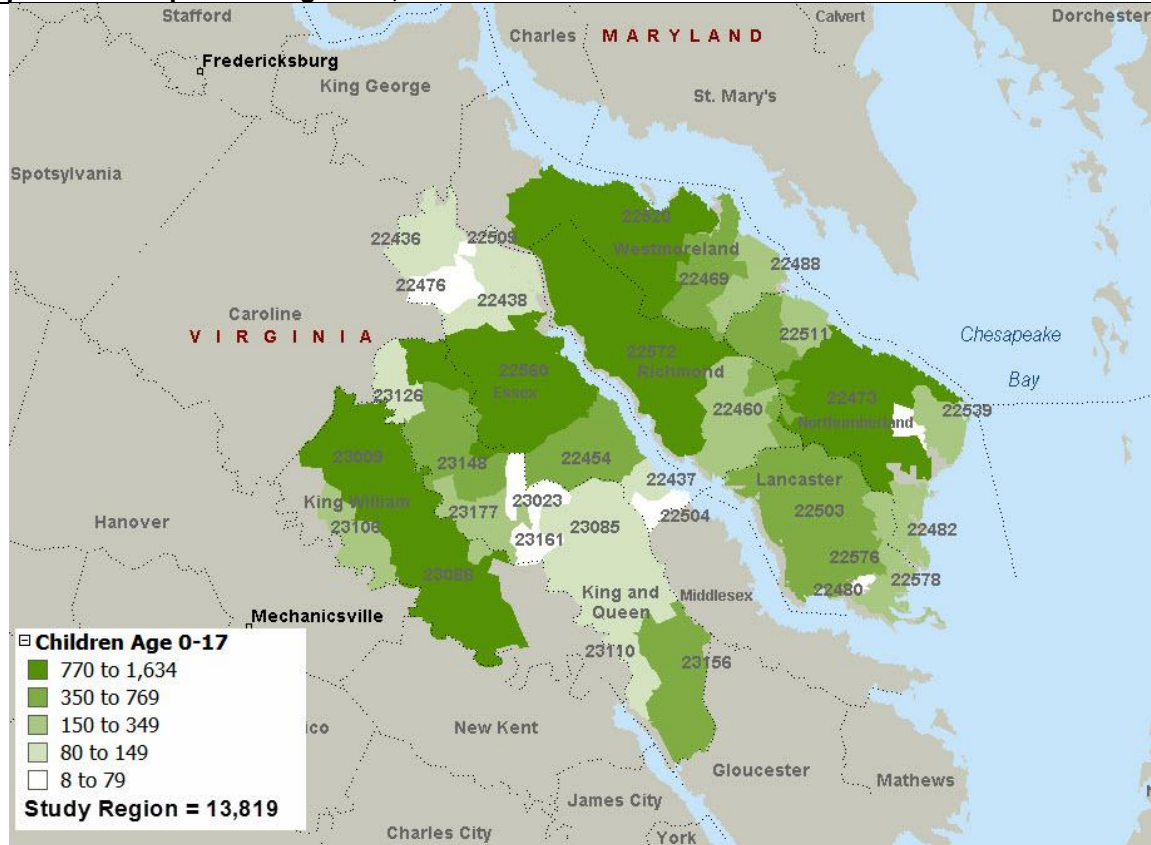 Stafford
Calvert
Dorchester
Charles
MARYLAND
Fredericksburg
King George
St. Mary's
Spotsylvania
22520
22436
22509
Westmoreland
22488
22469
22476
22438
Caroline
VIRGINIA
22511
Chesapeake
Bay
22572
Richmond
22560
Essex
23126
22473
22460
22539
Northumberland
23009
23148
22454
22437
Lancaster
King William
23023
22504
22503
23106
23177
23161
23085
22482
Hanover
22576
23086
22578
22480
King and
Queen
Middlesex
Mechanicsville
23110
23156
Children Age 0-17
770 to 1,634
350 to 769
150 to 349
80 to 149
8 to 79
Study Region = 13,819
ico
New Kent
Gloucester
Mathews
James City
Charles City
York